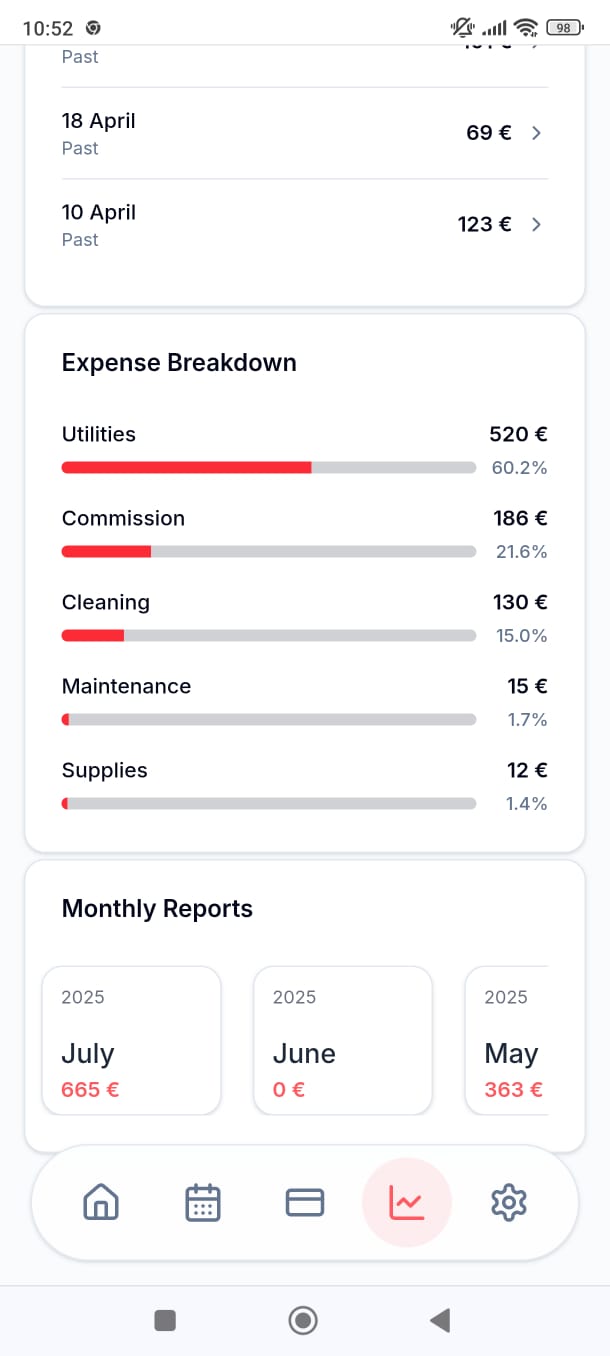 10:52
98
Past
18 April
69 €
Past
10 April
123 €
Past
Expense Breakdown
Utilities
520 €
60.2%
Commission
186 €
21.6%
Cleaning
130 €
15.0%
Maintenance
15 €
1.7%
Supplies
12 €
1.4%
Monthly Reports
2025
2025
2025
July
June
May
665 €
0 €
363 €